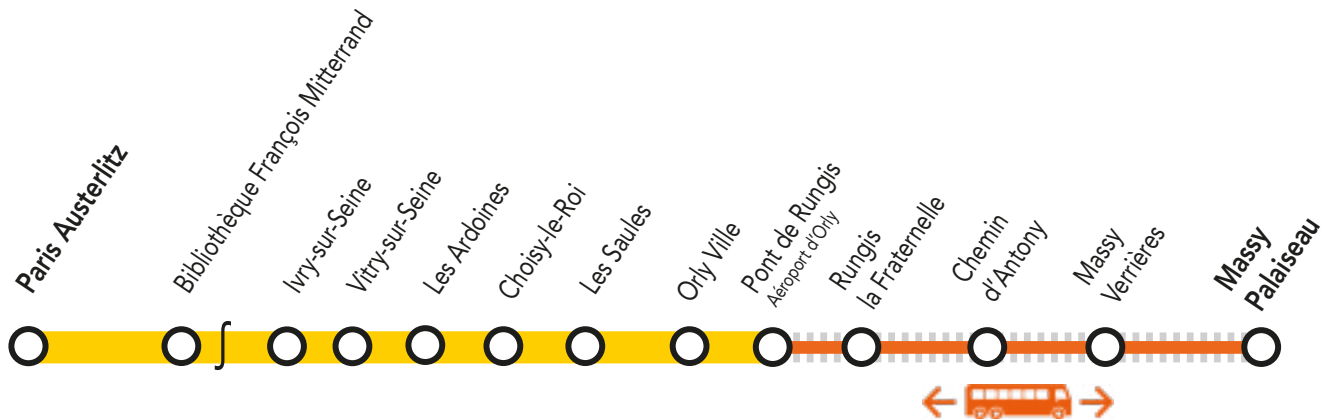 Paris Austerlitz
Bibliothèque François Mitterrand
Ivry-sur-Seine
Vitry-sur-Seine
Les Ardoines
Choisy-le-Roi
Les Saules
Orly Ville
Pont de Rungis
Aéroport d'Orly
Rungis
la Fraternelle
Chemin
d'Antony
Massy
Verrières
Massy
Palaiseau